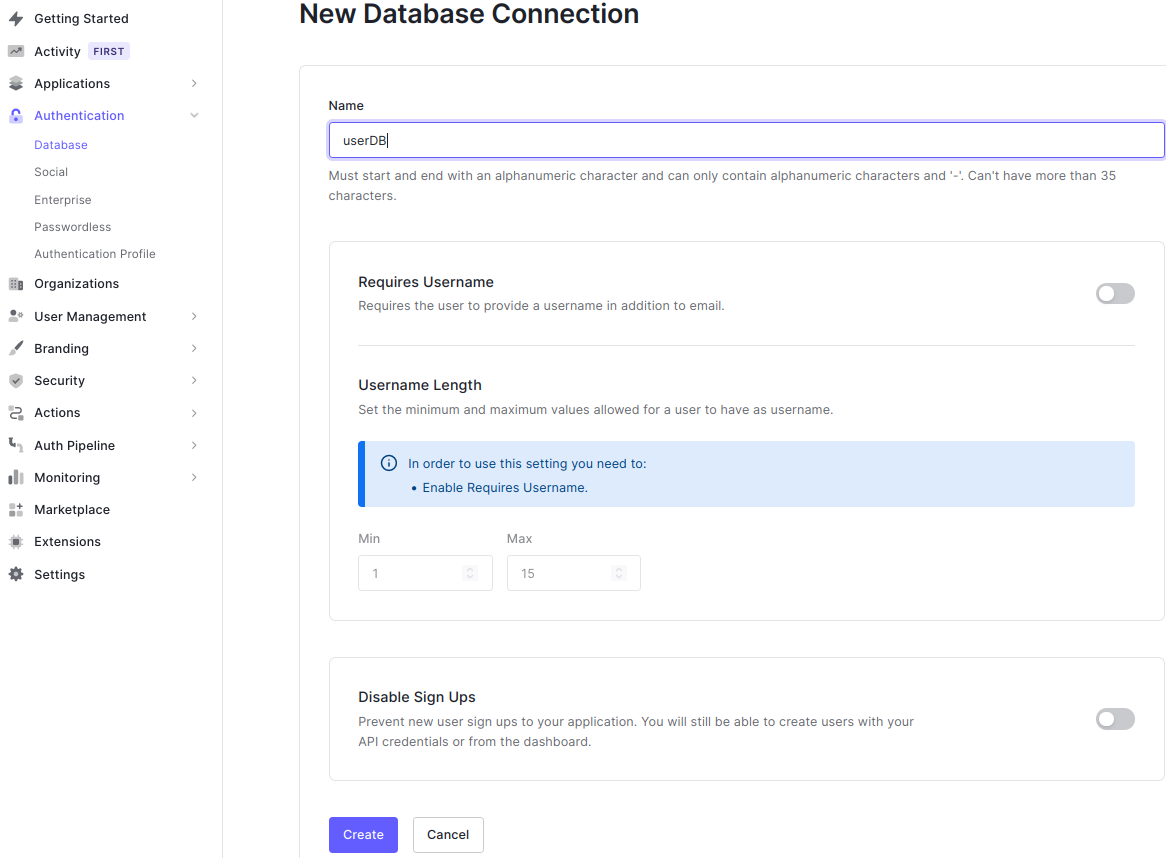 New Database Connection
Getting Started
Activity FIRST
Applications
Authentication
Database
Social
Enterprise
Passwordless
Authentication Profile
Organizations
User Management
Branding
Security
Actions
Auth Pipeline
Monitoring
Marketplace
Extensions
Settings
Name
userDB
Must start and end with an alphanumeric character and can only contain alphanumeric characters and '-'. Can't have more than 35
characters.
Requires Username
Requires the user to provide a username in addition to email.
Username Length
Set the minimum and maximum values allowed for a user to have as username.
In order to use this setting you need to:
• Enable Requires Username.
Min Max
1 15
Disable Sign Ups
Prevent new user sign ups to your application. You will still be able to create users with your
API credentials or from the dashboard.
Create Cancel